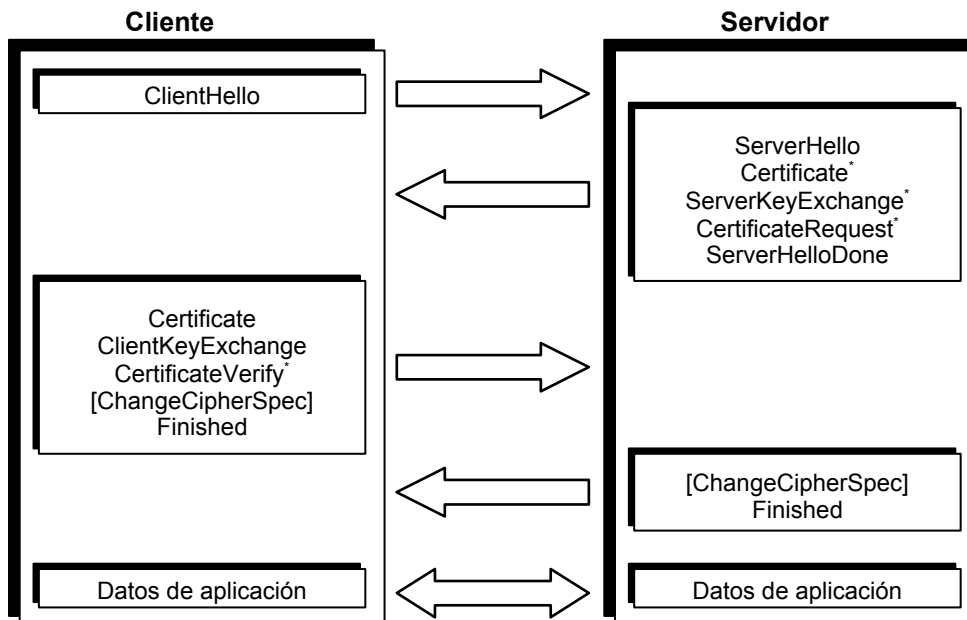 Cliente
Servidor
ClientHello
ServerHello
Certificate*
ServerKeyExchange*
CertificateRequest*
ServerHelloDone
Certificate
ClientKeyExchange
CertificateVerify*
[ChangeCipherSpec]
Finished
[ChangeCipherSpec]
Finished
Datos de aplicación
Datos de aplicación